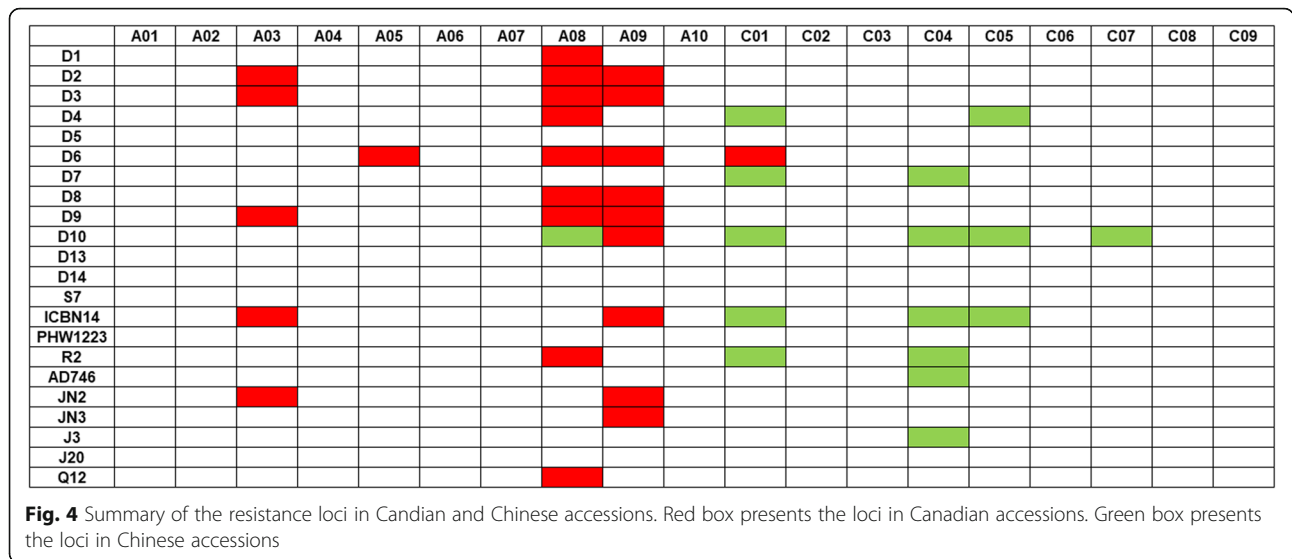 A01 A02 A03 A04 A05 A06 A07 A08 A09 A10 C01 C02 C03 C04 C05 C06 C07 C08 C09
D1
D2
D3
D4
D5
D6
D7
D8
D9
D10
D13
D14
S7
ICBN14
PHW1223
R2
AD746
JN2
JN3
J3
J20
Q12
Fig. 4 Summary of the resistance loci in Candian and Chinese accessions. Red box presents the loci in Canadian accessions. Green box presents
the loci in Chinese accessions